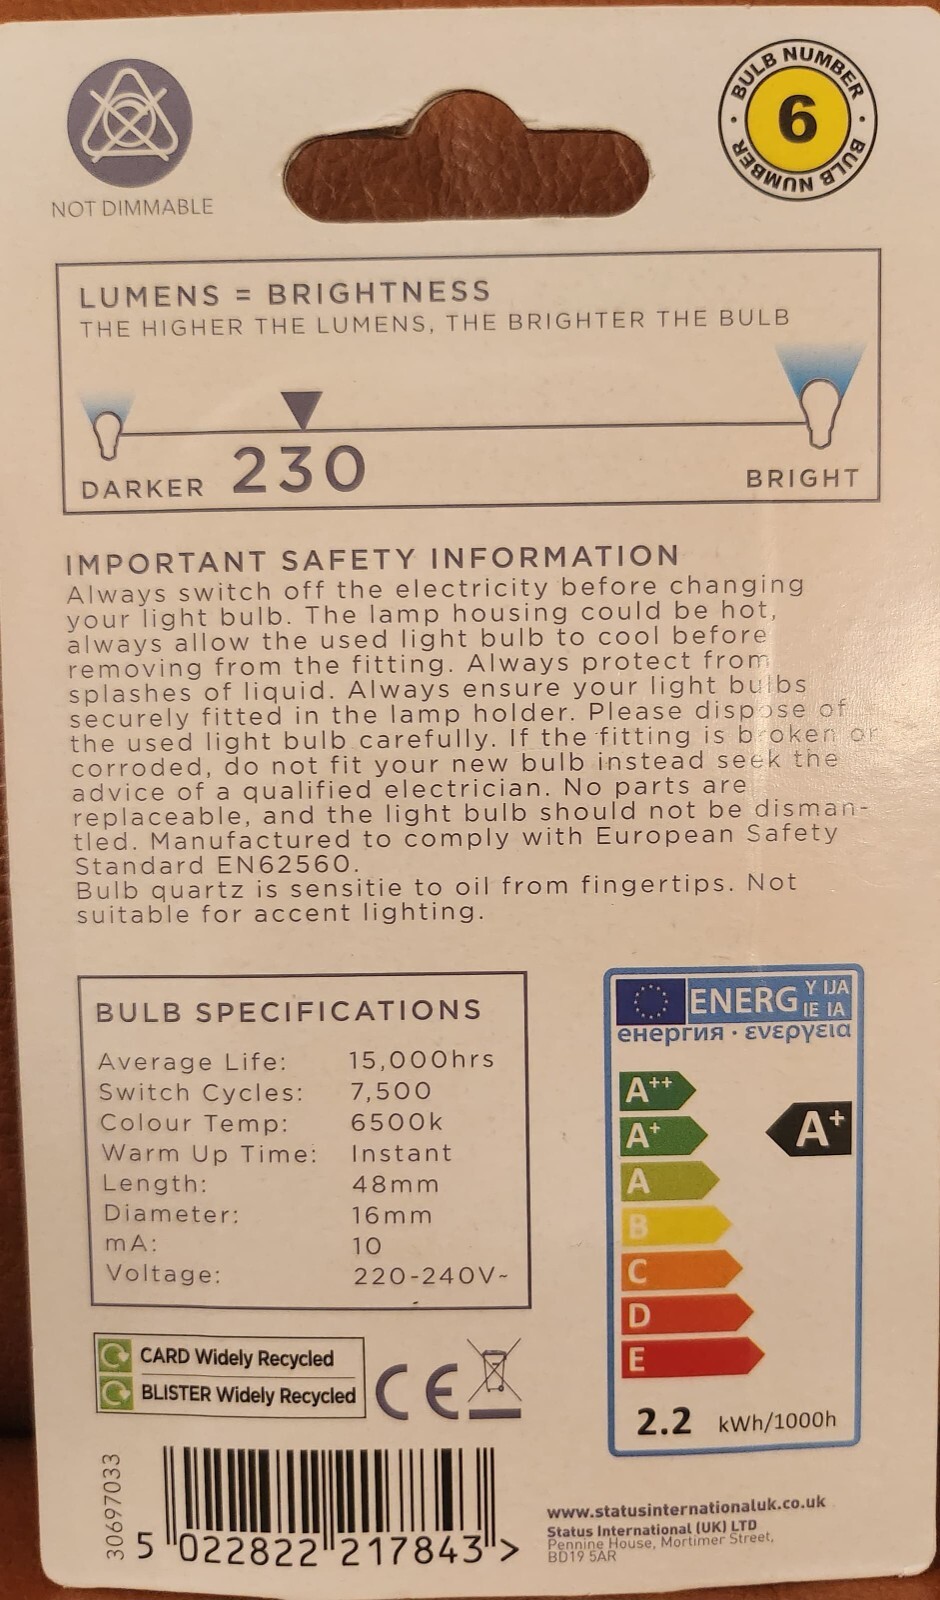 NOT DIMMABLE
BULB NUMBER
6
BULB NUMBER
LUMENS = BRIGHTNESS
THE HIGHER THE LUMENS, THE BRIGHTER THE BULB
DARKER 230 BRIGHT
IMPORTANT SAFETY INFORMATION
Always switch off the electricity before changing
your light bulb. The lamp housing could be hot,
always allow the used light bulb to cool before
removing from the fitting. Always protect from
splashes of liquid. Always ensure your light bulbs
securely fitted in the lamp holder. Please dispose of
the used light bulb carefully. If the fitting is broken or
corroded, do not fit your new bulb instead seek the
advice of a qualified electrician. No parts are
replaceable, and the light bulb should not be disman-
tled. Manufactured to comply with European Safety
Standard EN62560.
Bulb quartz is sensitie to oil from fingertips. Not
suitable for accent lighting.
BULB SPECIFICATIONS
Average Life: 15,000hrs
Switch Cycles: 7,500
Colour Temp: 6500k
Warm Up Time: Instant
Length: 48mm
Diameter: 16mm
mA: 10
Voltage: 220-240V~
ENERG Y IJA
IE IA
енергия · ενεργεια
A++
A+ A+
A
B
C
D
E
2.2 kWh/1000h
CARD Widely Recycled
BLISTER Widely Recycled
CE
30697033
5 022822 217843 >
www.statusinternationaluk.co.uk
Status International (UK) LTD
Pennine House, Mortimer Street,
BD19 5AR